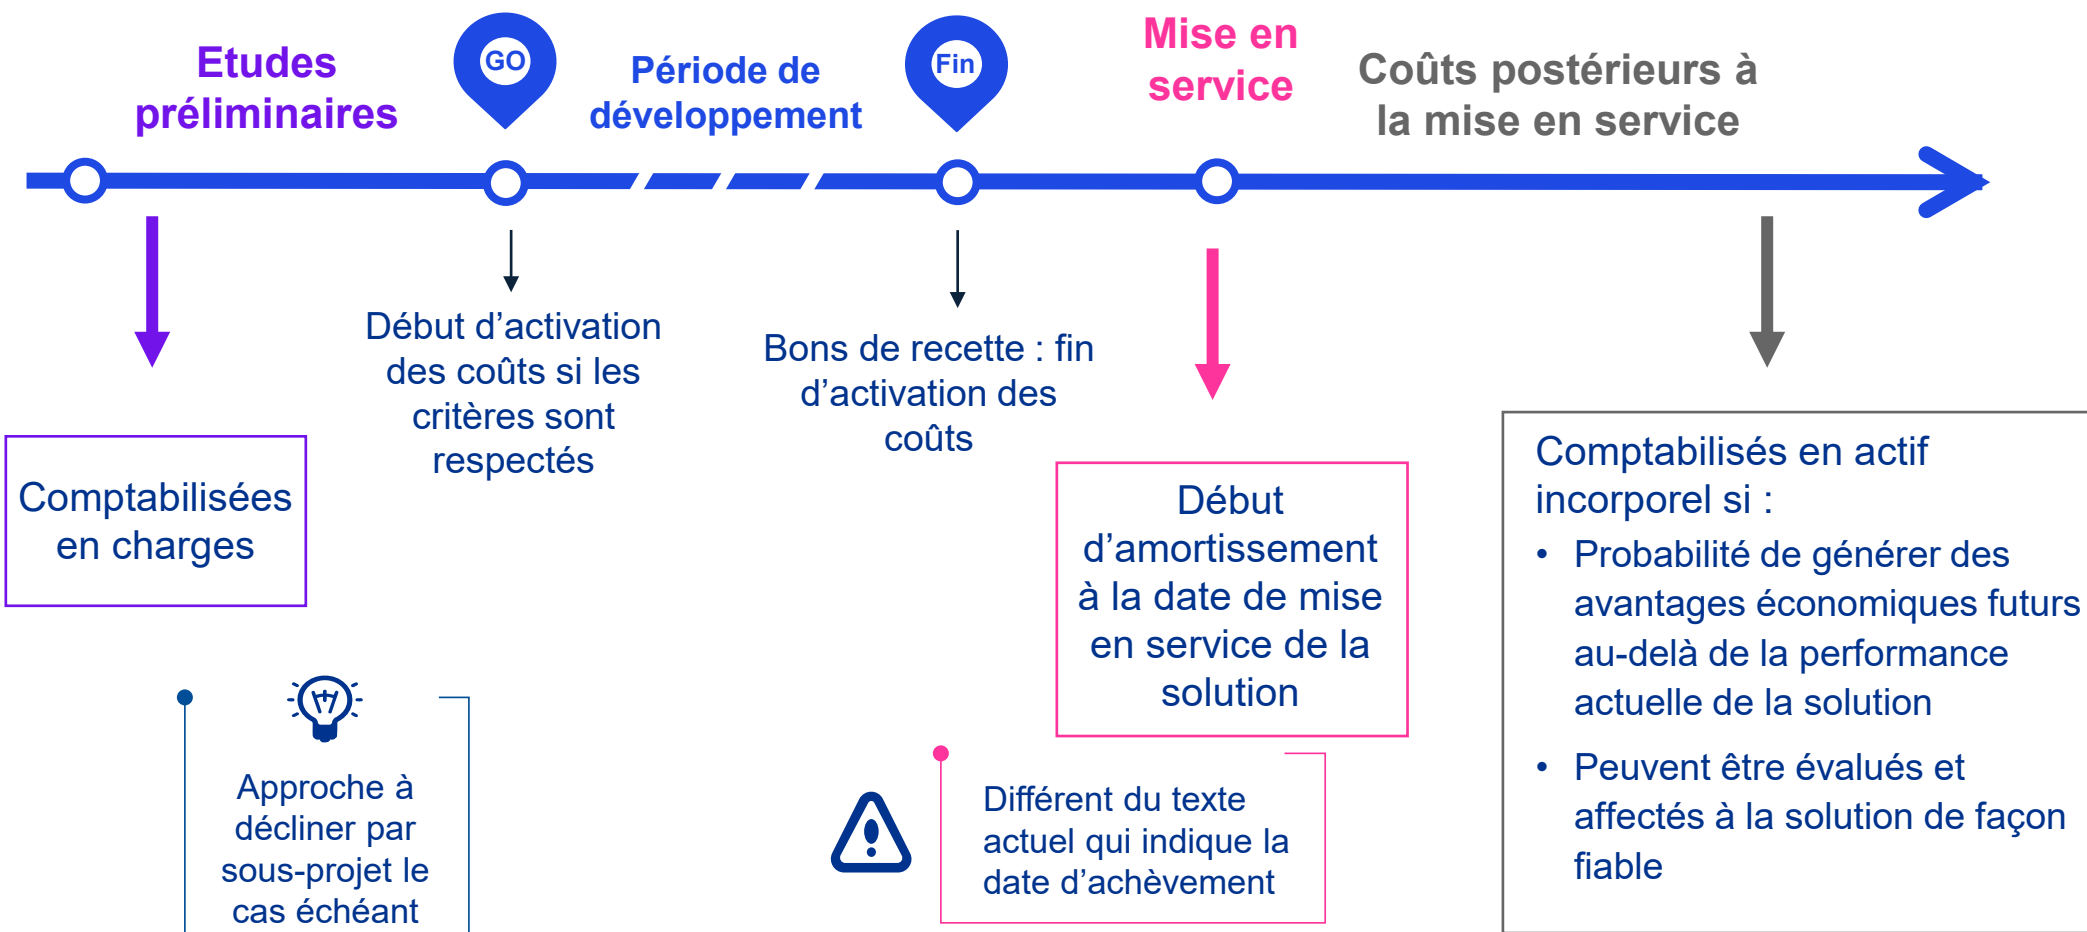 Etudes
préliminaires
GO
Période de
développement
Fin
Mise en
service
Coûts postérieurs à
la mise en service
Comptabilisées
en charges
Début d’activation
des coûts si les
critères sont
respectés
Bons de recette : fin
d’activation des
coûts
Début
d’amortissement
à la date de mise
en service de la
solution
Comptabilisés en actif
incorporel si :
• Probabilité de générer des
avantages économiques futurs
au-delà de la performance
actuelle de la solution
• Peuvent être évalués et
affectés à la solution de façon
fiable
Approche à
décliner par
sous-projet le
cas échéant
Différent du texte
actuel qui indique la
date d’achèvement